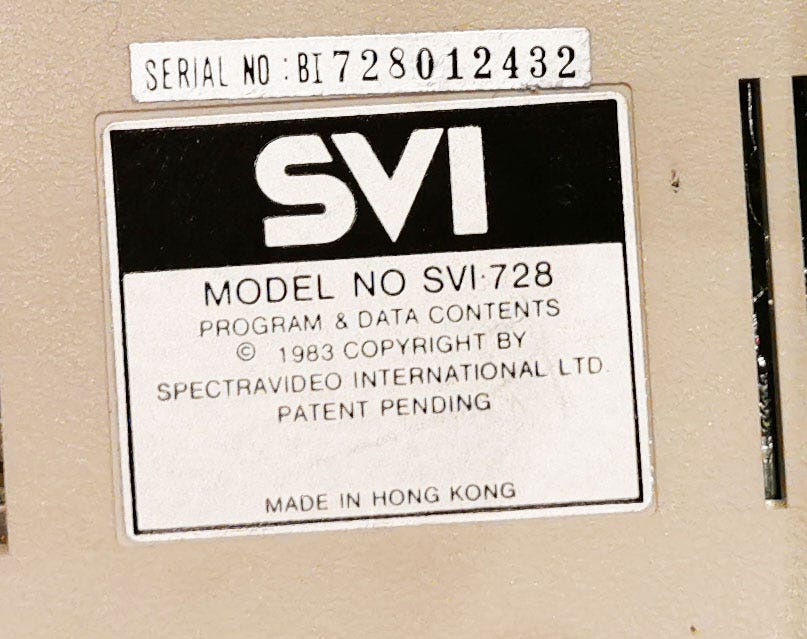 SERIAL NO : BI728012432
SVI
MODEL NO SVI-728
PROGRAM & DATA CONTENTS
© 1983 COPYRIGHT BY
SPECTRAVIDEO INTERNATIONAL LTD.
PATENT PENDING
MADE IN HONG KONG